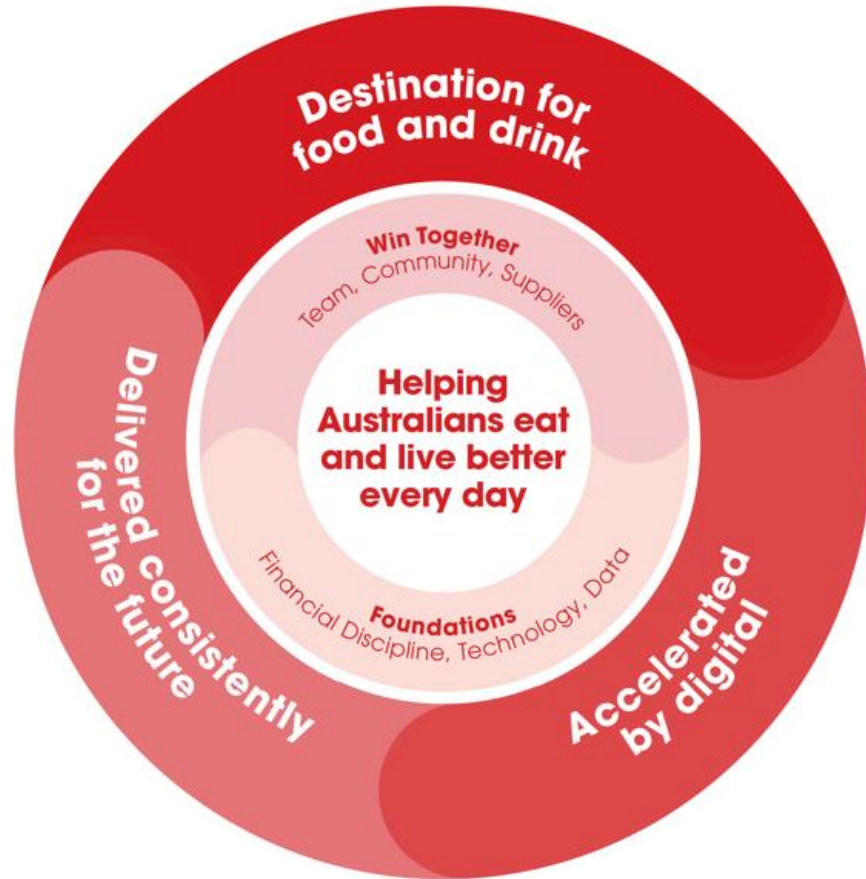 Destination for
food and drink
Win Together
Team, Community, Suppliers
Helping
Australians eat
and live better
every day
Foundations
Financial Discipline, Technology, Data
Accelerated
by digital
Delivered consistently
for the future